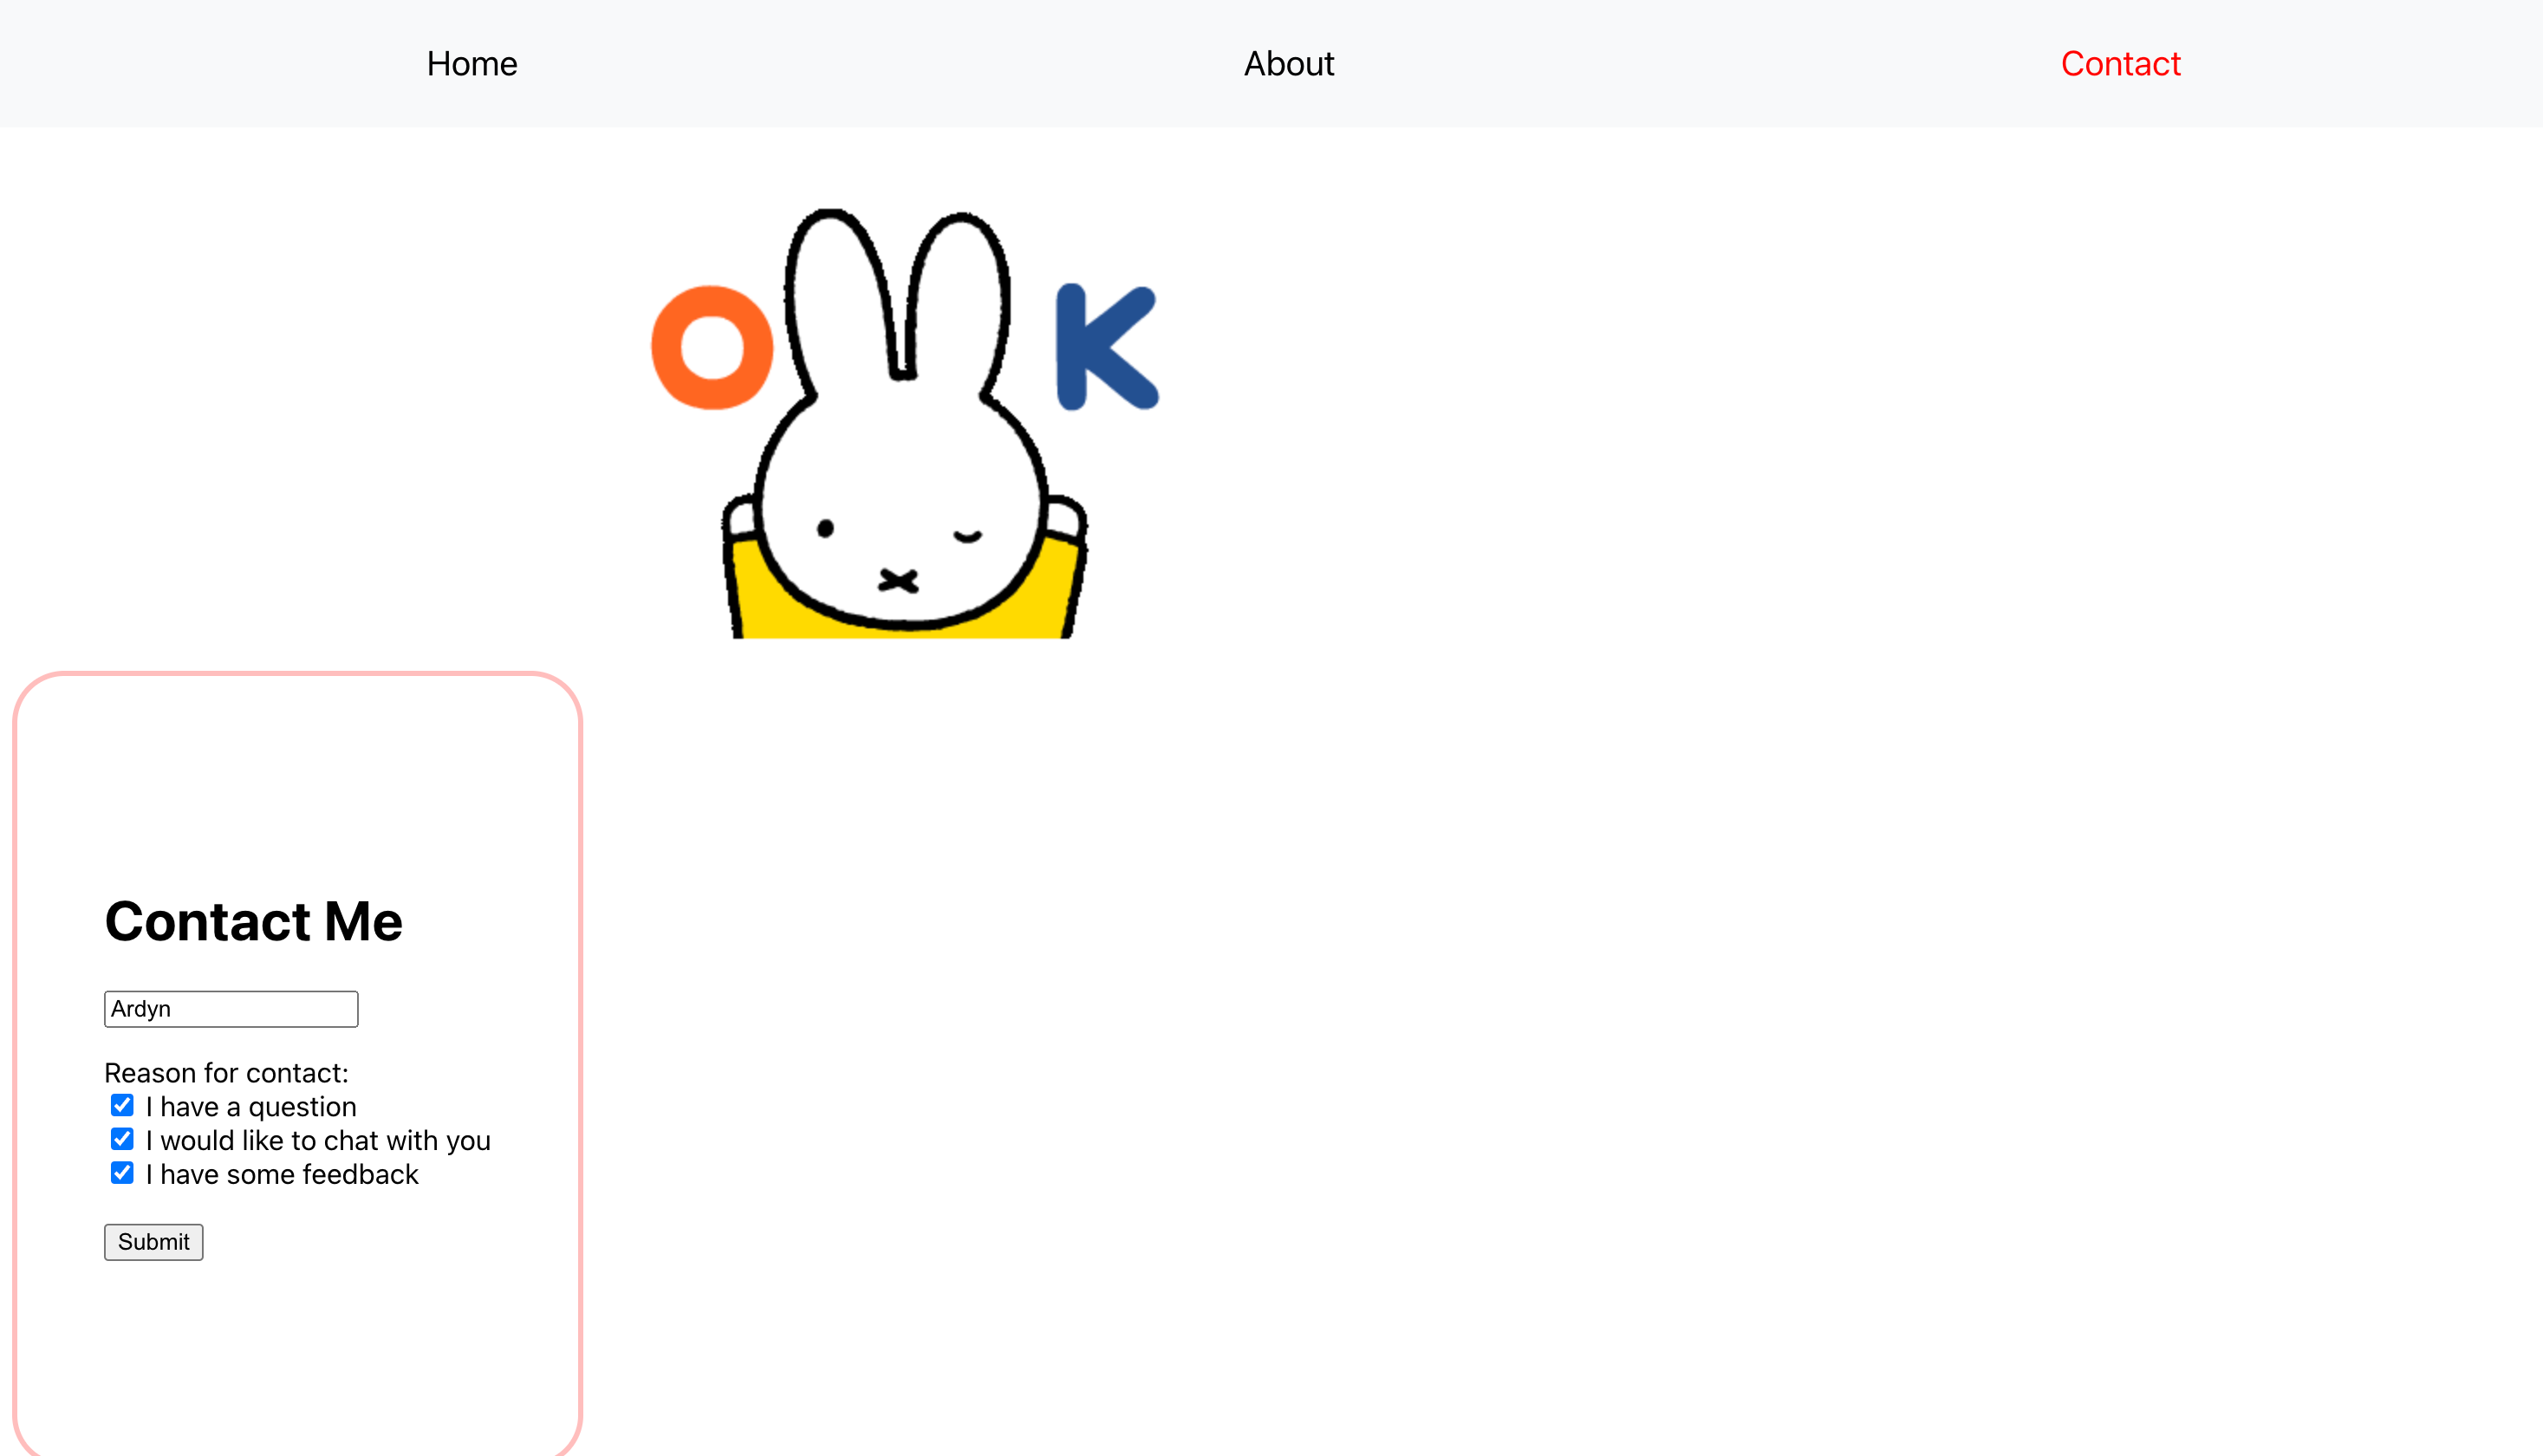 Home About Contact
O K
Contact Me
Ardyn
Reason for contact:
I have a question
I would like to chat with you
I have some feedback
Submit